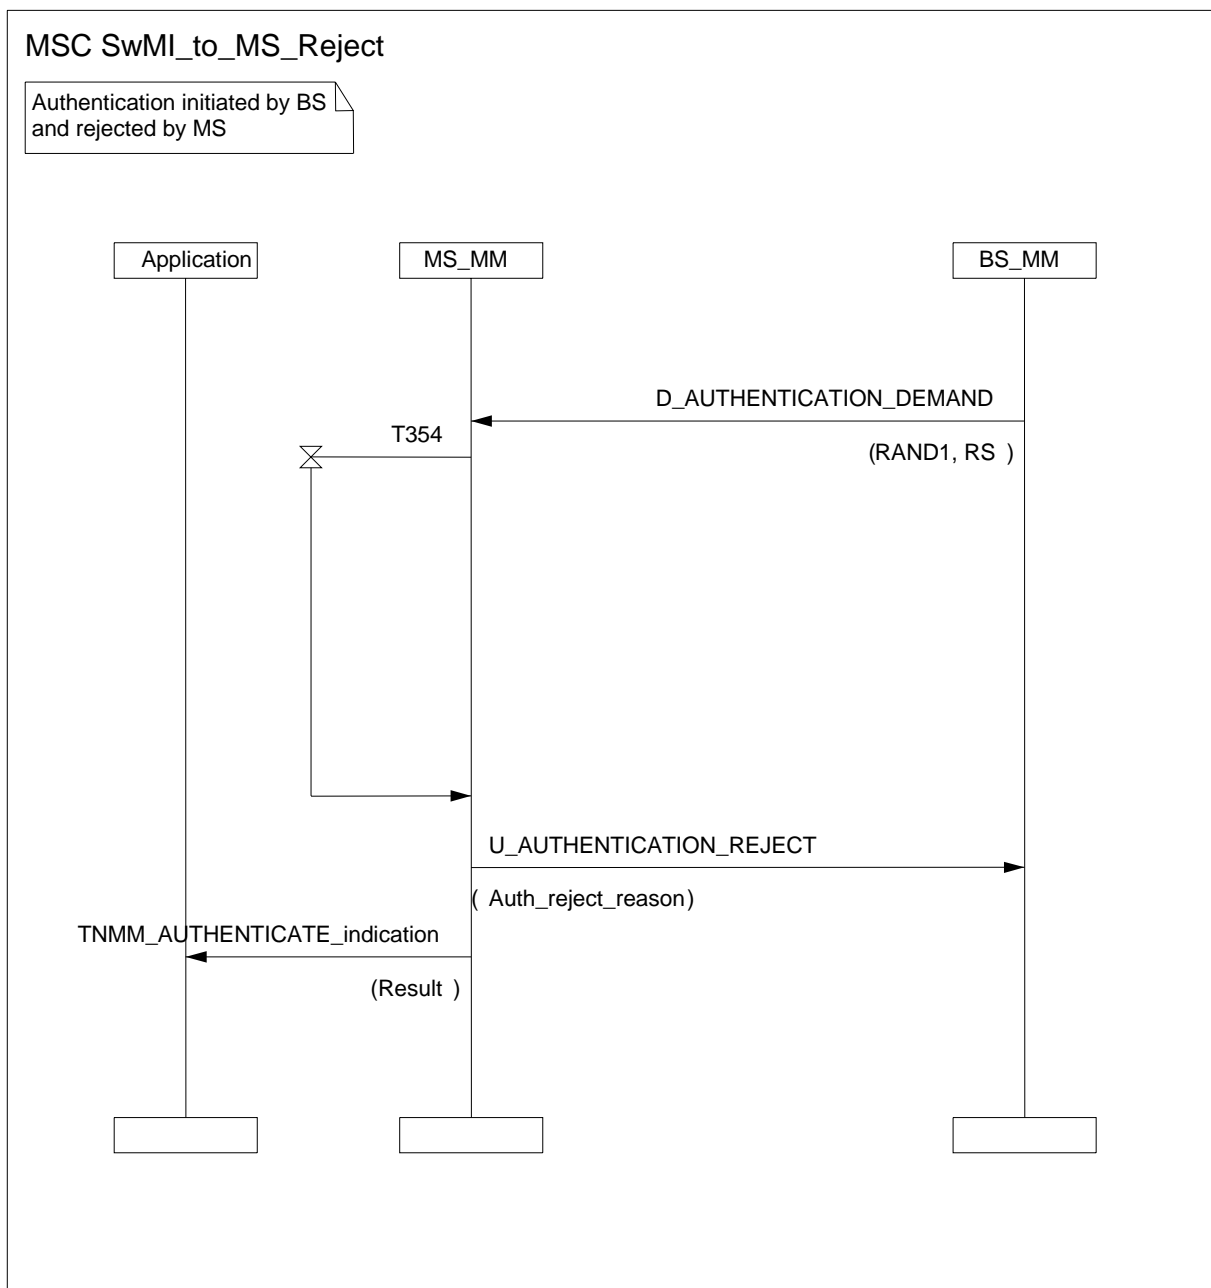 MSC SwMI_to_MS_Reject
Authentication initiated by BS
and rejected by MS
Application
MS_MM
BS_MM
D_AUTHENTICATION_DEMAND
T354
(RAND1, RS )
U_AUTHENTICATION_REJECT
( Auth_reject_reason)
TNMM_AUTHENTICATE_indication
(Result )